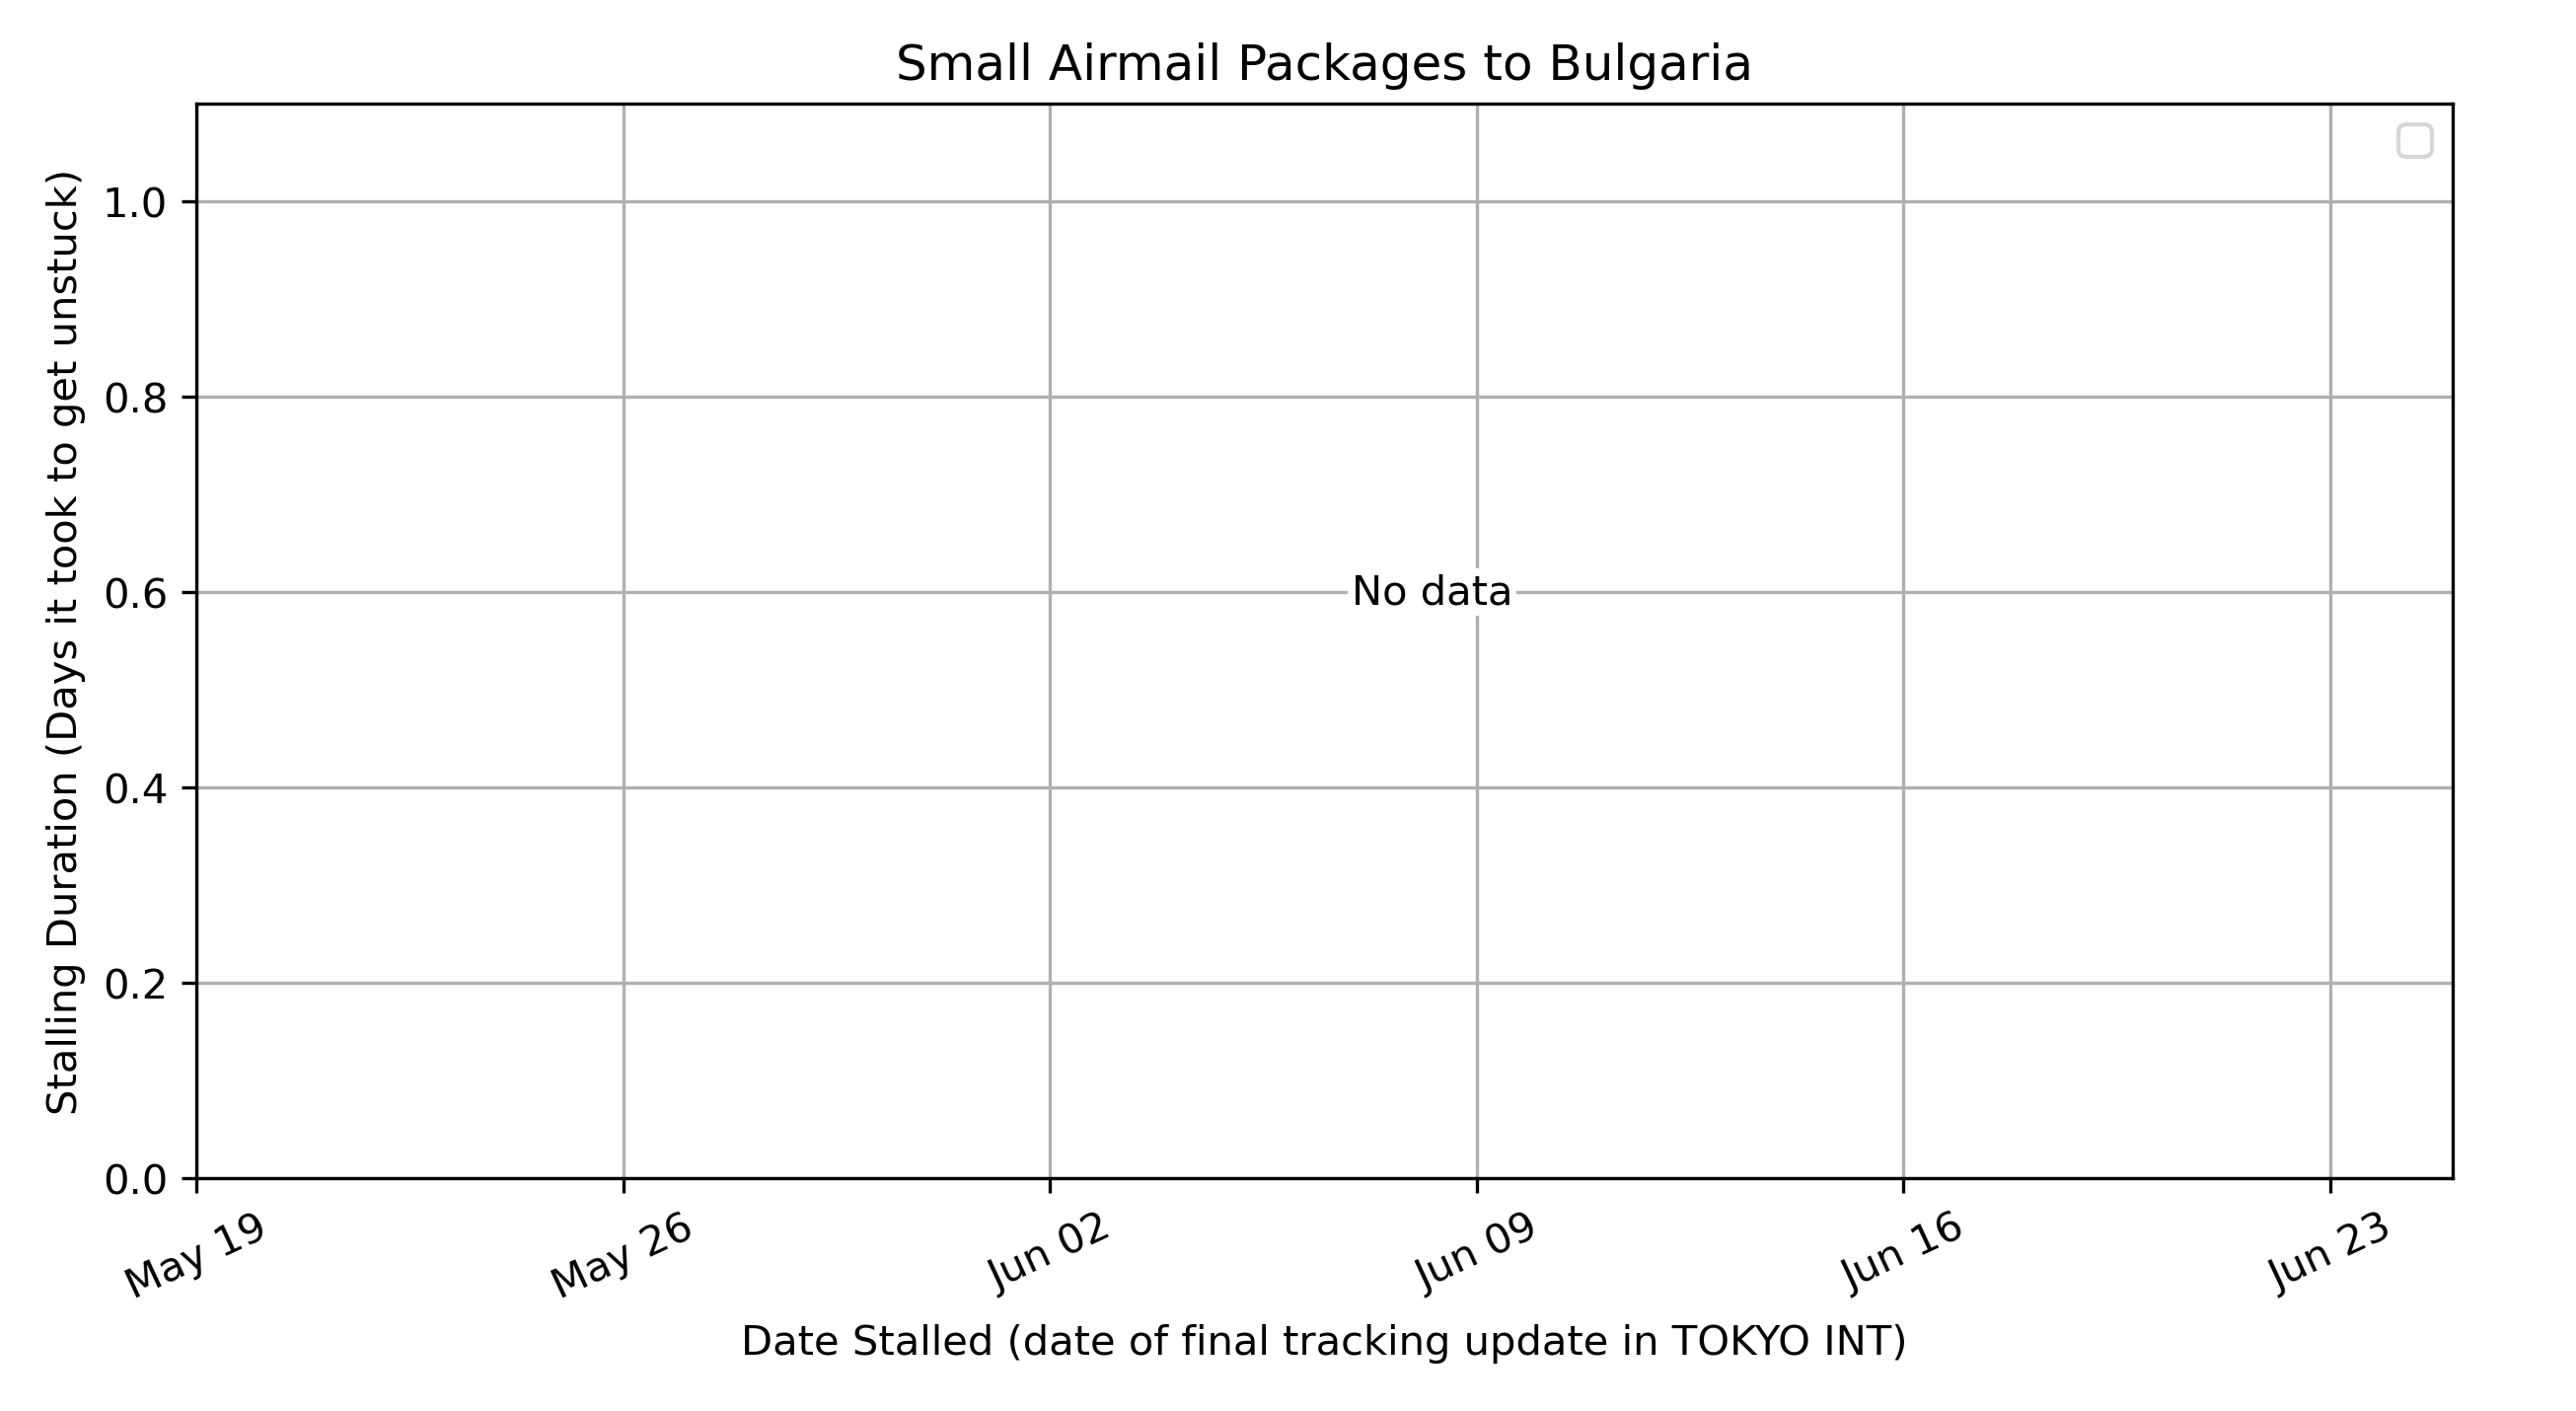 Small Airmail Packages to Bulgaria
Stalling Duration (Days it took to get unstuck)
1.0
0.8
0.6
0.4
0.2
0.0
No data
May 19
May 26
Jun 02
Jun 09
Jun 16
Jun 23
Date Stalled (date of final tracking update in TOKYO INT)